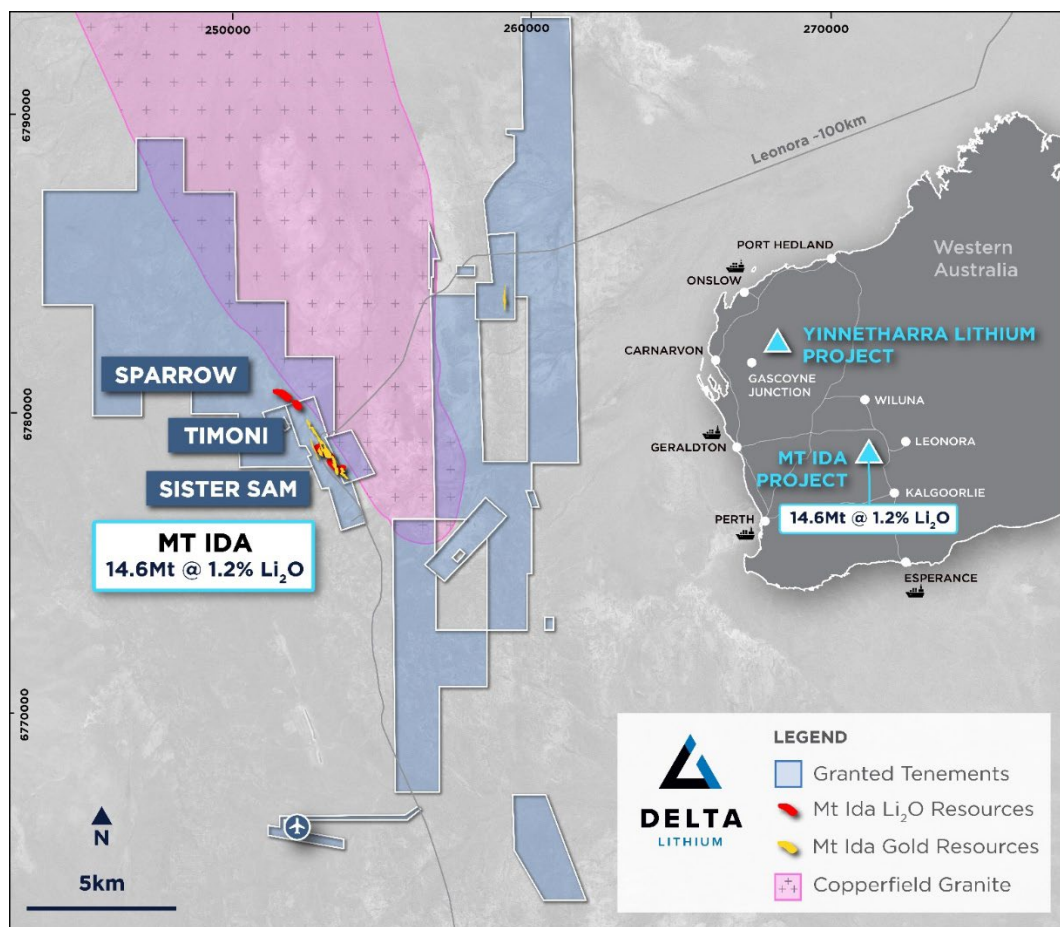 250000
260000
270000
6790000
6780000
6770000
Leonora ~100km
SPARROW
TIMONI
SISTER SAM
MT IDA
14.6Mt @ 1.2% Li₂O
N
5km
Western
Australia
PORT HEDLAND
ONSLOW
YINNETHARRA LITHIUM
PROJECT
CARNARVON
GASCOYNE
JUNCTION
WILUNA
GERALDTON
LEONORA
MT IDA
PROJECT
KALGOORLIE
PERTH
14.6Mt @ 1.2% Li₂O
ESPERANCE
DELTA
LITHIUM
LEGEND
Granted Tenements
Mt Ida Li₂O Resources
Mt Ida Gold Resources
Copperfield Granite